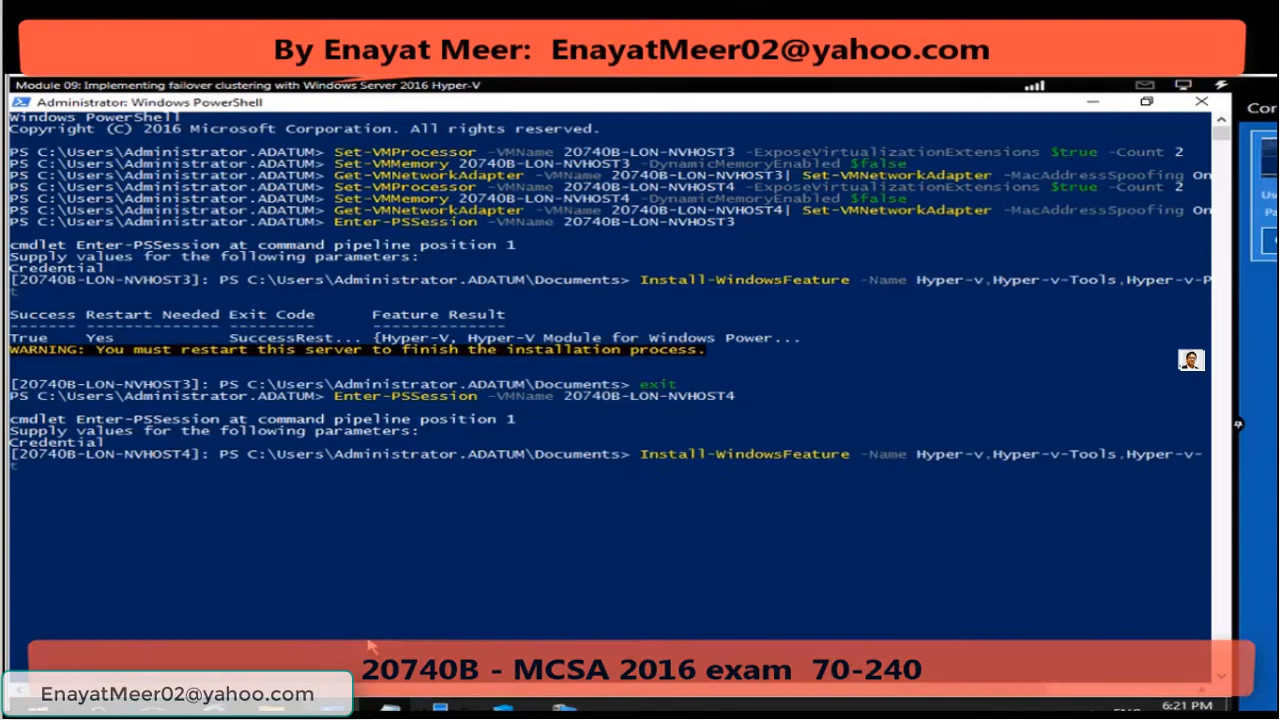 By Enayat Meer:  EnayatMeer02@yahoo.com
Module 09: Implementing failover clustering with Windows Server 2016 Hyper-V
Administrator: Windows PowerShell
Windows PowerShell
Copyright (C) 2016 Microsoft Corporation. All rights reserved.
PS C:\Users\Administrator.ADATUM> Set-VMProcessor -VMName 20740B-LON-NVHOST3 -ExposeVirtualizationExtensions $true -Count 2
PS C:\Users\Administrator.ADATUM> Set-VMMemory 20740B-LON-NVHOST3 -DynamicMemoryEnabled $false
PS C:\Users\Administrator.ADATUM> Get-VMNetworkAdapter -VMName 20740B-LON-NVHOST3| Set-VMNetworkAdapter -MacAddressSpoofing On
PS C:\Users\Administrator.ADATUM> Set-VMProcessor -VMName 20740B-LON-NVHOST4 -ExposeVirtualizationExtensions $true -Count 2
PS C:\Users\Administrator.ADATUM> Set-VMMemory 20740B-LON-NVHOST4 -DynamicMemoryEnabled $false
PS C:\Users\Administrator.ADATUM> Get-VMNetworkAdapter -VMName 20740B-LON-NVHOST4| Set-VMNetworkAdapter -MacAddressSpoofing On
PS C:\Users\Administrator.ADATUM> Enter-PSSession -VMName 20740B-LON-NVHOST3
cmdlet Enter-PSSession at command pipeline position 1
Supply values for the following parameters:
Credential
[20740B-LON-NVHOST3]: PS C:\Users\Administrator.ADATUM\Documents> Install-WindowsFeature -Name Hyper-v,Hyper-v-Tools,Hyper-v-P
t
Success Restart Needed Exit Code      Feature Result
------- -------------- ---------      --------------
True    Yes            SuccessRest... {Hyper-V, Hyper-V Module for Windows Power...
WARNING: You must restart this server to finish the installation process.
[20740B-LON-NVHOST3]: PS C:\Users\Administrator.ADATUM\Documents> exit
PS C:\Users\Administrator.ADATUM> Enter-PSSession -VMName 20740B-LON-NVHOST4
cmdlet Enter-PSSession at command pipeline position 1
Supply values for the following parameters:
Credential
[20740B-LON-NVHOST4]: PS C:\Users\Administrator.ADATUM\Documents> Install-WindowsFeature -Name Hyper-v,Hyper-v-Tools,Hyper-v-
t
20740B - MCSA 2016 exam  70-240
EnayatMeer02@yahoo.com
6:21 PM